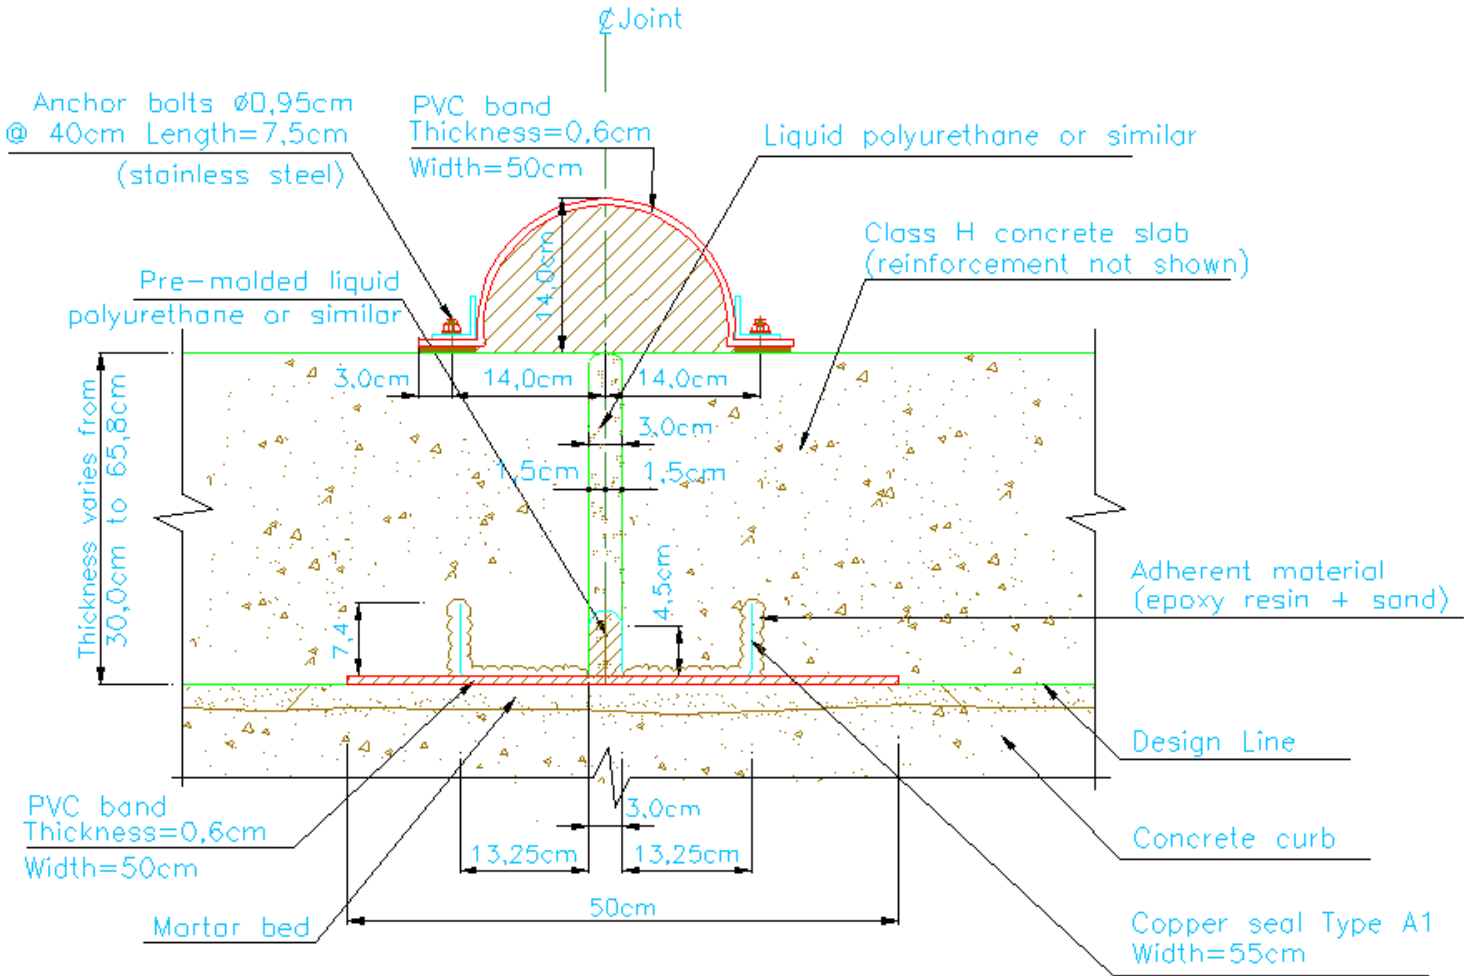 ℄Joint
Anchor bolts ø0,95cm
@ 40cm Length=7,5cm
(stainless steel)
PVC band
Thickness=0,6cm
Width=50cm
Liquid polyurethane or similar
Class H concrete slab
(reinforcement not shown)
Pre-molded liquid
polyurethane or similar
14,0cm
3,0cm
14,0cm
14,0cm
3,0cm
1,5cm
1,5cm
Thickness varies from
30,0cm to 65,8cm
4,5cm
7,4
Adherent material
(epoxy resin + sand)
Design Line
PVC band
Thickness=0,6cm
Width=50cm
3,0cm
13,25cm
13,25cm
Concrete curb
50cm
Mortar bed
Copper seal Type A1
Width=55cm